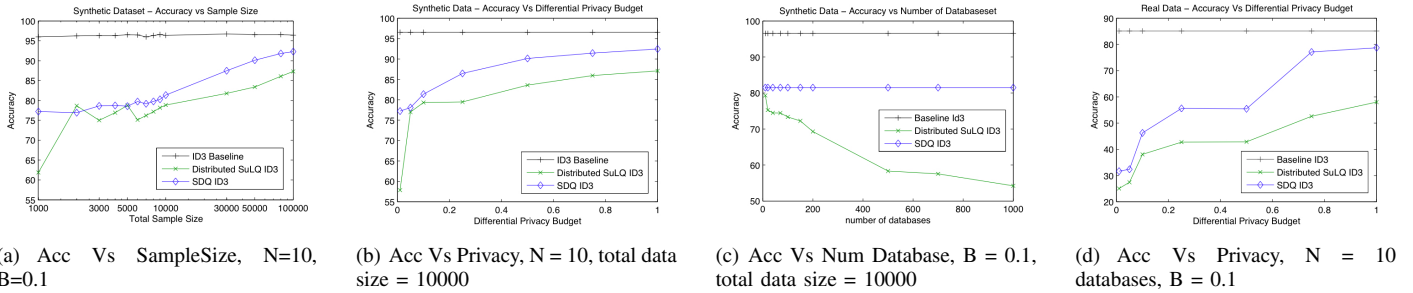 Synthetic Dataset – Accuracy vs Sample Size
100
95
90
85
80
75
70
65
60
55
Accuracy
ID3 Baseline
Distributed SuLQ ID3
SDQ ID3
1000
3000
5000
10000
30000
50000
100000
Total Sample Size
(a) Acc Vs SampleSize, N=10,
B=0.1
Synthetic Data – Accuracy Vs Differential Privacy Budget
100
95
90
85
80
75
70
65
60
55
Accuracy
ID3 Baseline
Distributed SuLQ ID3
SDQ ID3
0
0.2
0.4
0.6
0.8
1
Differential Privacy Budget
(b) Acc Vs Privacy, N = 10, total data
size = 10000
Synthetic Data – Accuracy vs Number of Databaseset
100
90
80
70
60
50
Accuracy
Baseline Id3
Distributed SuLQ ID3
SDQ ID3
0
200
400
600
800
1000
number of databases
(c) Acc Vs Num Database, B = 0.1,
total data size = 10000
Real Data – Accuracy Vs Differential Privacy Budget
90
80
70
60
50
40
30
20
Accuracy
Baseline ID3
Distributed SuLQ ID3
SDQ ID3
0
0.2
0.4
0.6
0.8
1
Differential Privacy Budget
(d) Acc Vs Privacy, N = 10
databases, B = 0.1